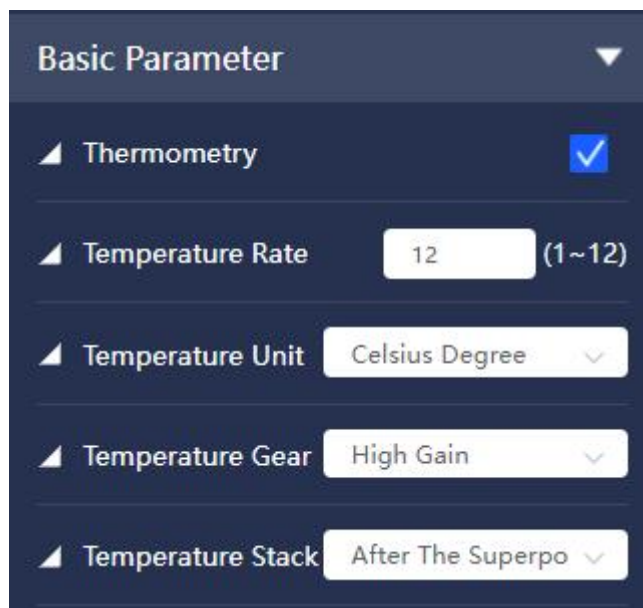 Basic Parameter
Thermometry
Temperature Rate 12 (1~12)
Temperature Unit Celsius Degree
Temperature Gear High Gain
Temperature Stack After The Superpo